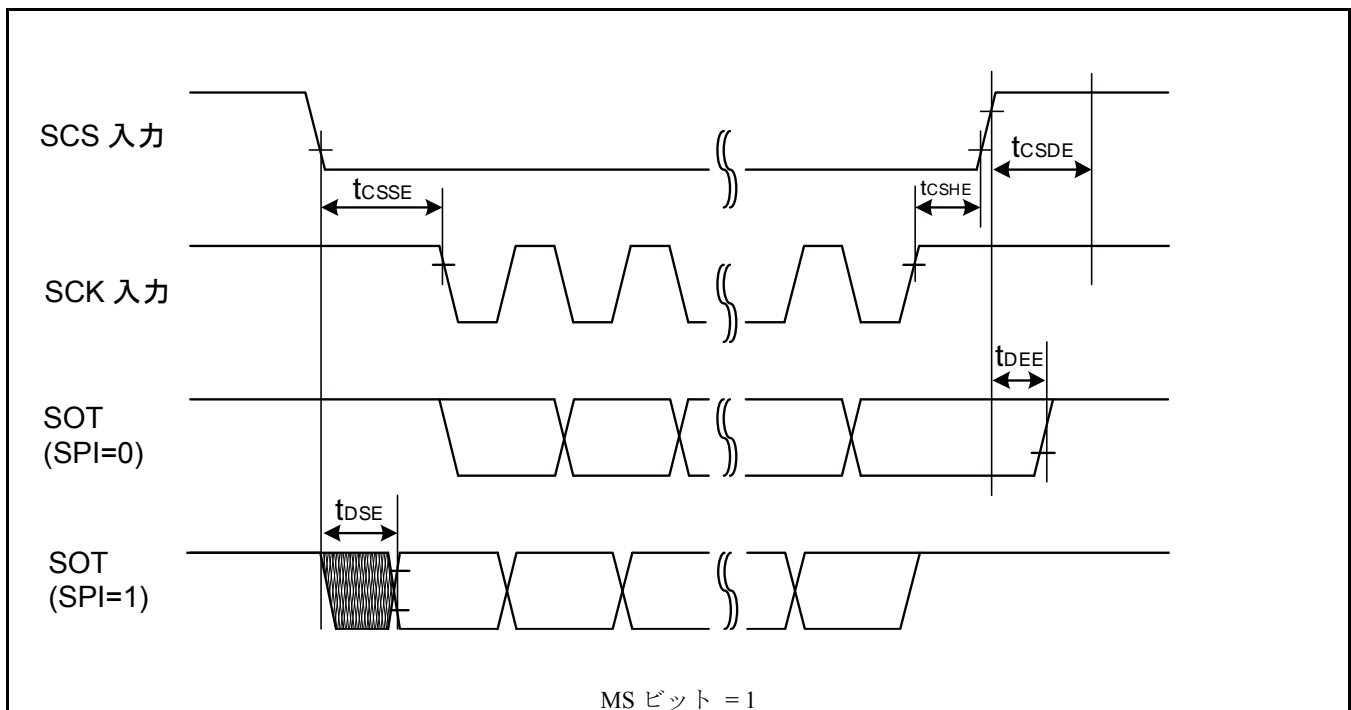 SCS 入力
tCSDE
tCSSE
tCSHE
SCK 入力
tDEE
SOT
(SPI=0)
tDSE
SOT
(SPI=1)
MS ビット = 1